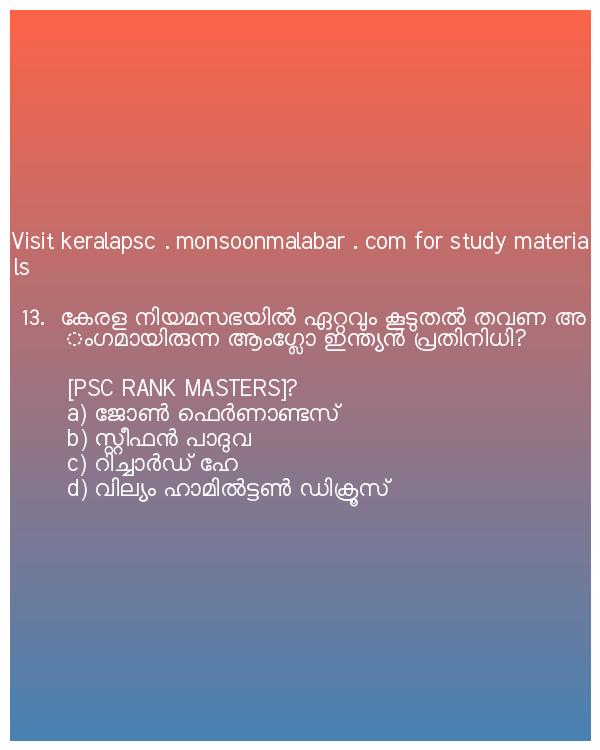 Visit keralapsc . monsoonmalabar . com for study materia
ls
13. കേരള നിയമസഭയിൽ ഏറ്റവും കൂടുതൽ തവണ അ
ംഗമായിരുന്ന ആംഗ്ലോ ഇന്ത്യൻ പ്രതിനിധി?
[PSC RANK MASTERS]?
a) ജോൺ ഫെർണാണ്ടസ്
b) സ്റ്റീഫൻ പാദുവ
c) റിച്ചാർഡ് ഹേ
d) വില്യം ഹാമിൽട്ടൺ ഡിക്രൂസ്